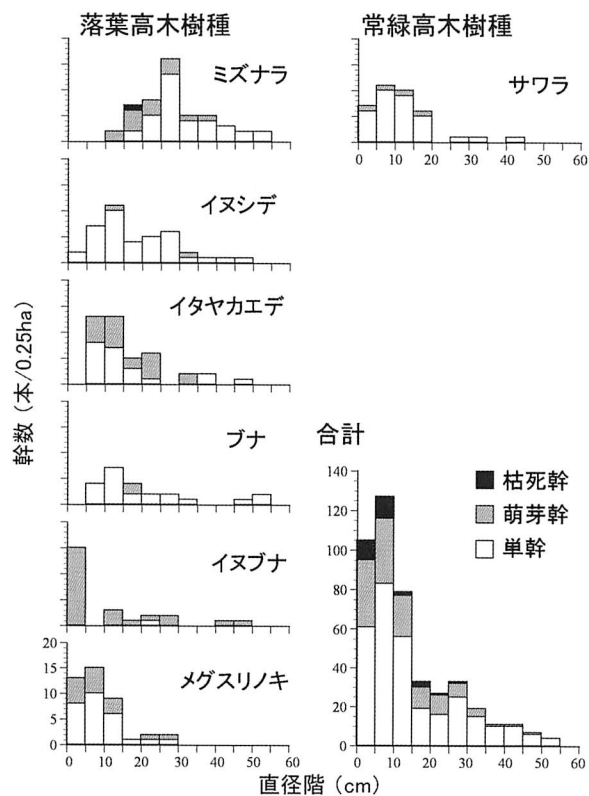 落葉高木樹種
常緑高木樹種
ミズナラ
サワラ
0 10 20 30 40 50 60
イヌシデ
イタヤカエデ
ブナ
イヌブナ
メグスリノキ
20
15
10
5
0
0 10 20 30 40 50 60
幹数 (本/0.25ha)
合計
140
120
100
80
60
40
20
0
0 10 20 30 40 50 60
枯死幹
萌芽幹
単幹
直径階 (cm)